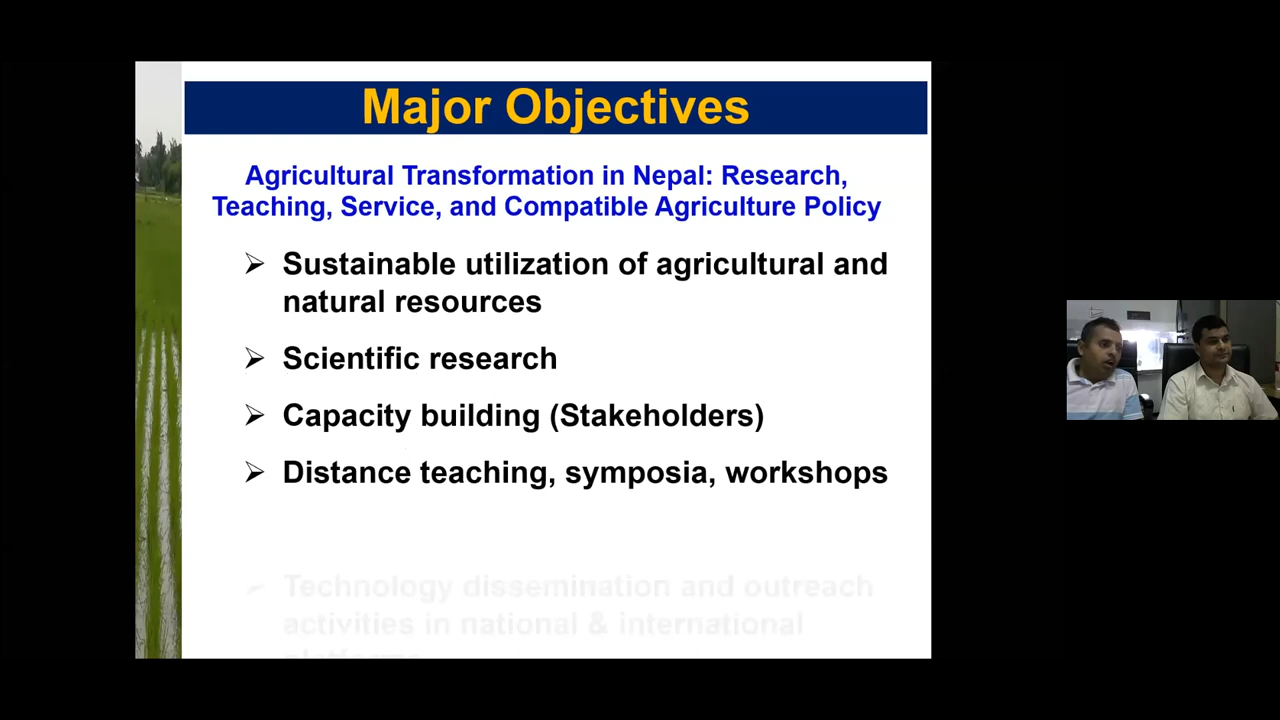 Major Objectives
Agricultural Transformation in Nepal: Research,
Teaching, Service, and Compatible Agriculture Policy
➢ Sustainable utilization of agricultural and
natural resources
➢ Scientific research
➢ Capacity building (Stakeholders)
➢ Distance teaching, symposia, workshops
➢ Technology dissemination and outreach
activities in national & international